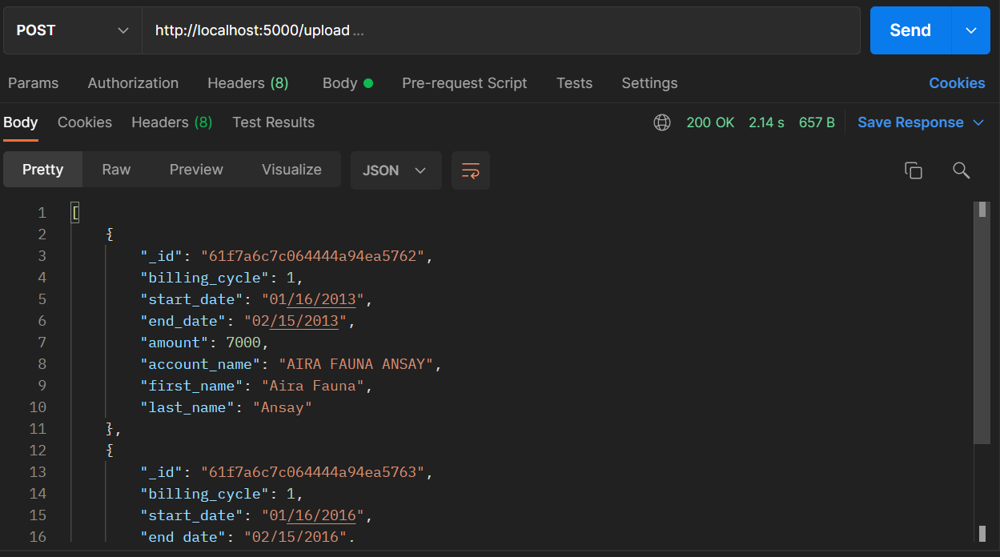 POST http://localhost:5000/upload ... Send
Params Authorization Headers (8) Body Pre-request Script Tests Settings Cookies
Body Cookies Headers (8) Test Results 200 OK 2.14 s 657 B Save Response
Pretty Raw Preview Visualize JSON
1 [
2 {
3 "_id": "61f7a6c7c064444a94ea5762",
4 "billing_cycle": 1,
5 "start_date": "01/16/2013",
6 "end_date": "02/15/2013",
7 "amount": 7000,
8 "account_name": "AIRA FAUNA ANSAY",
9 "first_name": "Aira Fauna",
10 "last_name": "Ansay"
11 },
12 {
13 "_id": "61f7a6c7c064444a94ea5763",
14 "billing_cycle": 1,
15 "start_date": "01/16/2016",
16 "end_date": "02/15/2016",